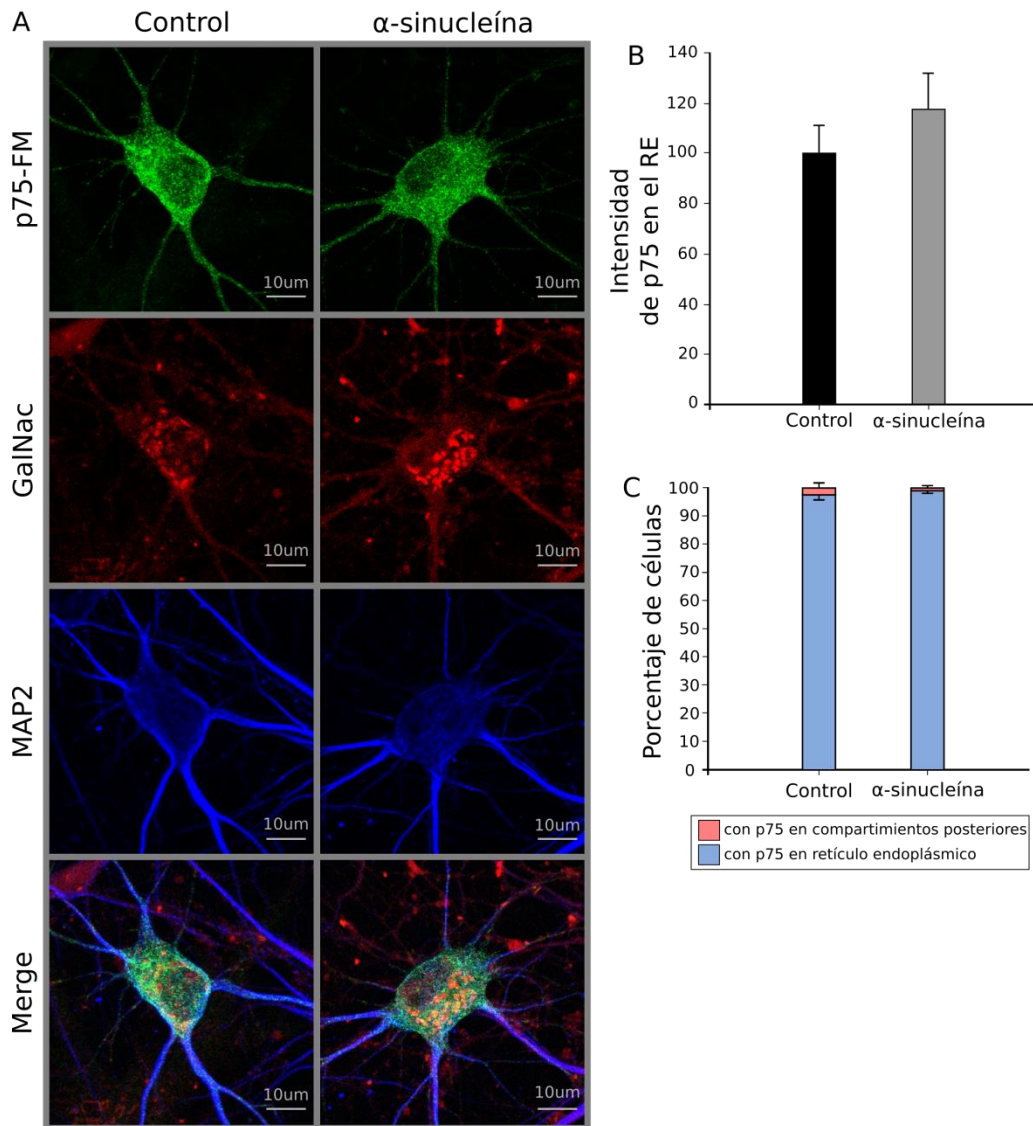 A
Control
α-sinucleína
p75-FM
10um
10um
GalNac
10um
10um
MAP2
10um
10um
Merge
10um
10um
B
Intensidad
de p75 en el RE
140
120
100
80
60
40
20
0
Control
α-sinucleína
C
Porcentaje de células
100
90
80
70
60
50
40
30
20
10
0
Control
α-sinucleína
con p75 en compartimientos posteriores
con p75 en retículo endoplásmico